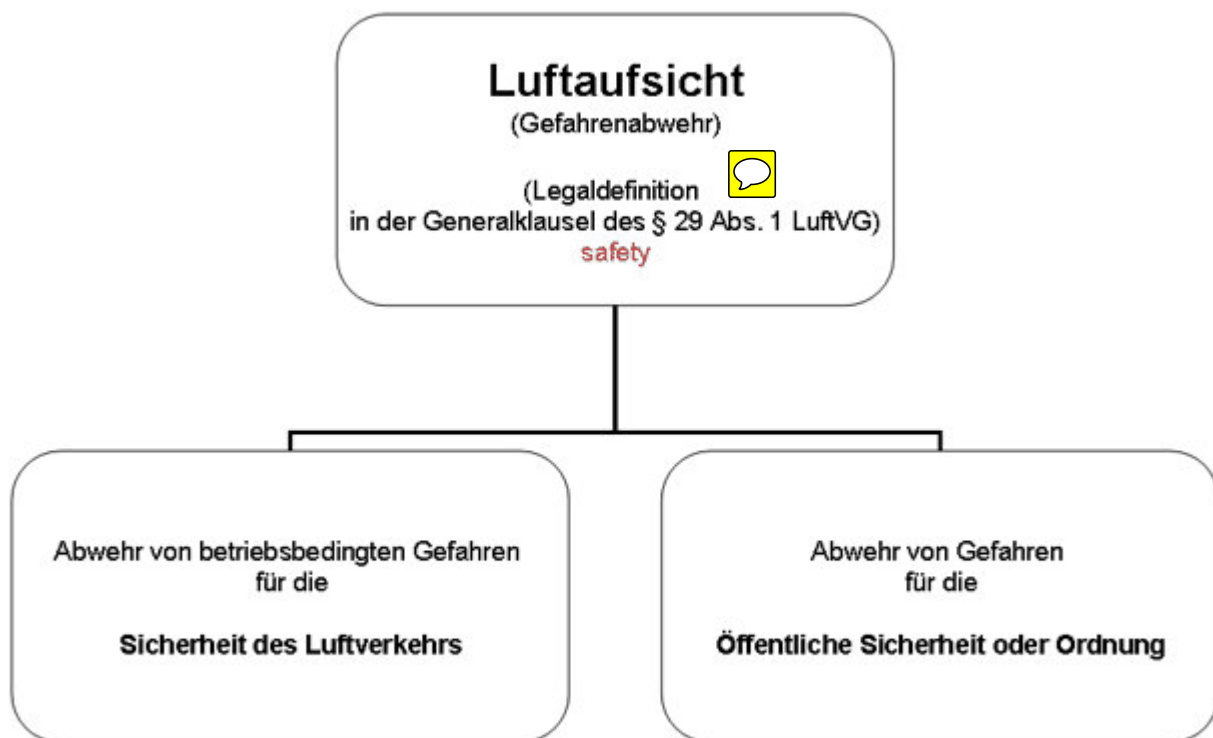 Luftaufsicht
(Gefahrenabwehr)
(Legaldefinition
in der Generalklausel des § 29 Abs. 1 LuftVG)
safety
Abwehr von betriebsbedingten Gefahren
für die
Sicherheit des Luftverkehrs
Abwehr von Gefahren
für die
Öffentliche Sicherheit oder Ordnung